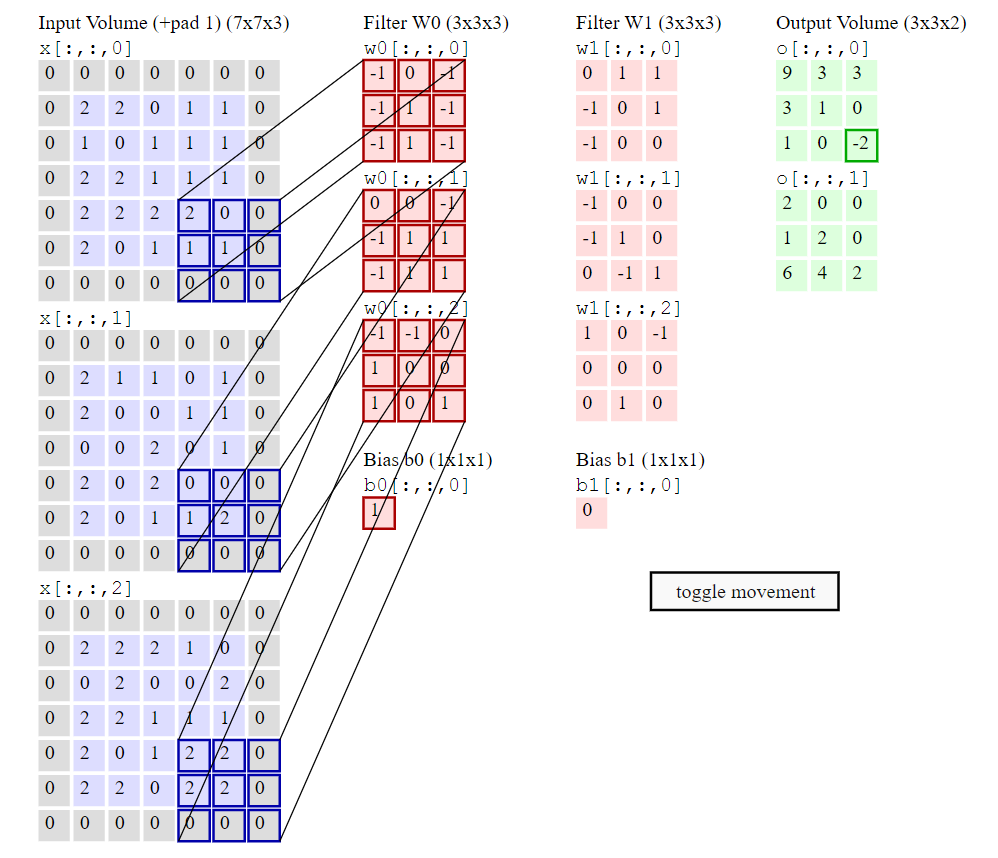 Input Volume (+pad 1) (7x7x3)
x[:,:,0]
0 0 0 0 0 0 0
0 2 2 0 1 1 0
0 1 0 1 1 1 0
0 2 2 1 1 1 0
0 2 2 2 2 0 0
0 2 0 1 1 1 0
0 0 0 0 0 0 0
x[:,:,1]
0 0 0 0 0 0 0
0 2 1 1 0 1 0
0 2 0 0 1 1 0
0 0 0 2 0 1 0
0 2 0 2 0 0 0
0 2 0 1 1 2 0
0 0 0 0 0 0 0
x[:,:,2]
0 0 0 0 0 0 0
0 2 2 2 1 0 0
0 0 2 0 0 2 0
0 2 2 1 1 1 0
0 2 0 1 2 2 0
0 2 2 0 2 2 0
0 0 0 0 0 0 0
Filter W0 (3x3x3)
w0[:,:,0]
-1 0 -1
-1 1 -1
-1 1 -1
w0[:,:,1]
0 0 -1
-1 1 1
-1 1 1
w0[:,:,2]
-1 -1 0
1 0 0
1 0 1
Bias b0 (1x1x1)
b0[:,:,0]
1
Filter W1 (3x3x3)
w1[:,:,0]
0 1 1
-1 0 1
-1 0 0
w1[:,:,1]
-1 0 0
-1 1 0
0 -1 1
w1[:,:,2]
1 0 -1
0 0 0
0 1 0
Bias b1 (1x1x1)
b1[:,:,0]
0
Output Volume (3x3x2)
o[:,:,0]
9 3 3
3 1 0
1 0 -2
o[:,:,1]
2 0 0
1 2 0
6 4 2
toggle movement